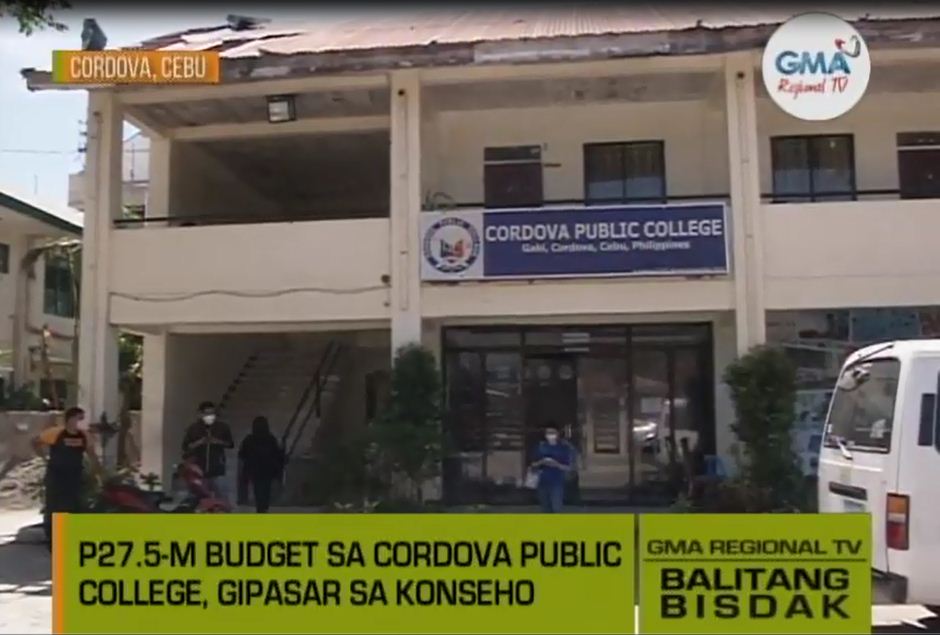 CORDOVA, CEBU
GMA
Regional TV
CORDOVA PUBLIC COLLEGE
Gabi, Cordova, Cebu, Philippines
P27.5-M BUDGET SA CORDOVA PUBLIC
COLLEGE, GIPASAR SA KONSEHO
GMA REGIONAL TV
BALITANG
BISDAK